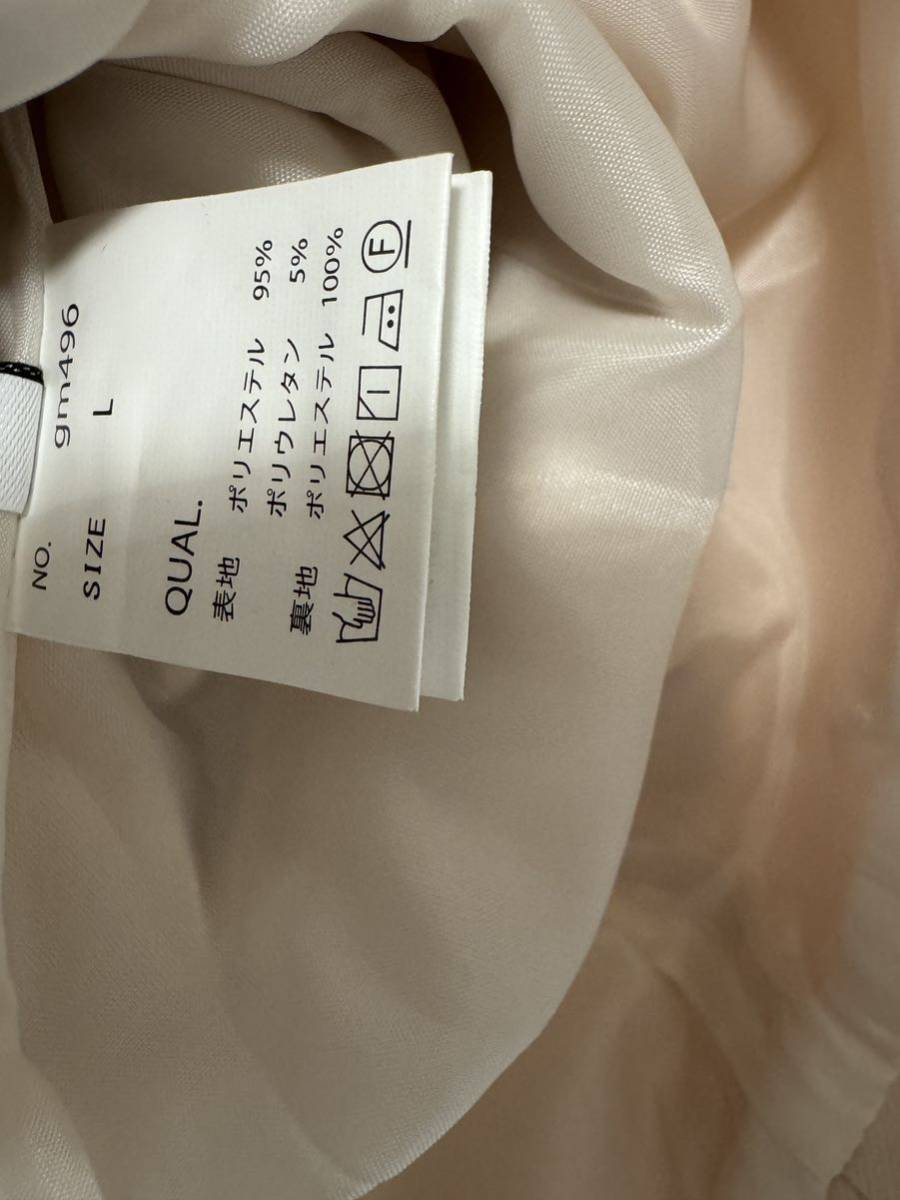 NO. gm496
SIZE L
QUAL.
表地 ポリエステル 95%
ポリウレタン 5%
裏地 ポリエステル 100%
F